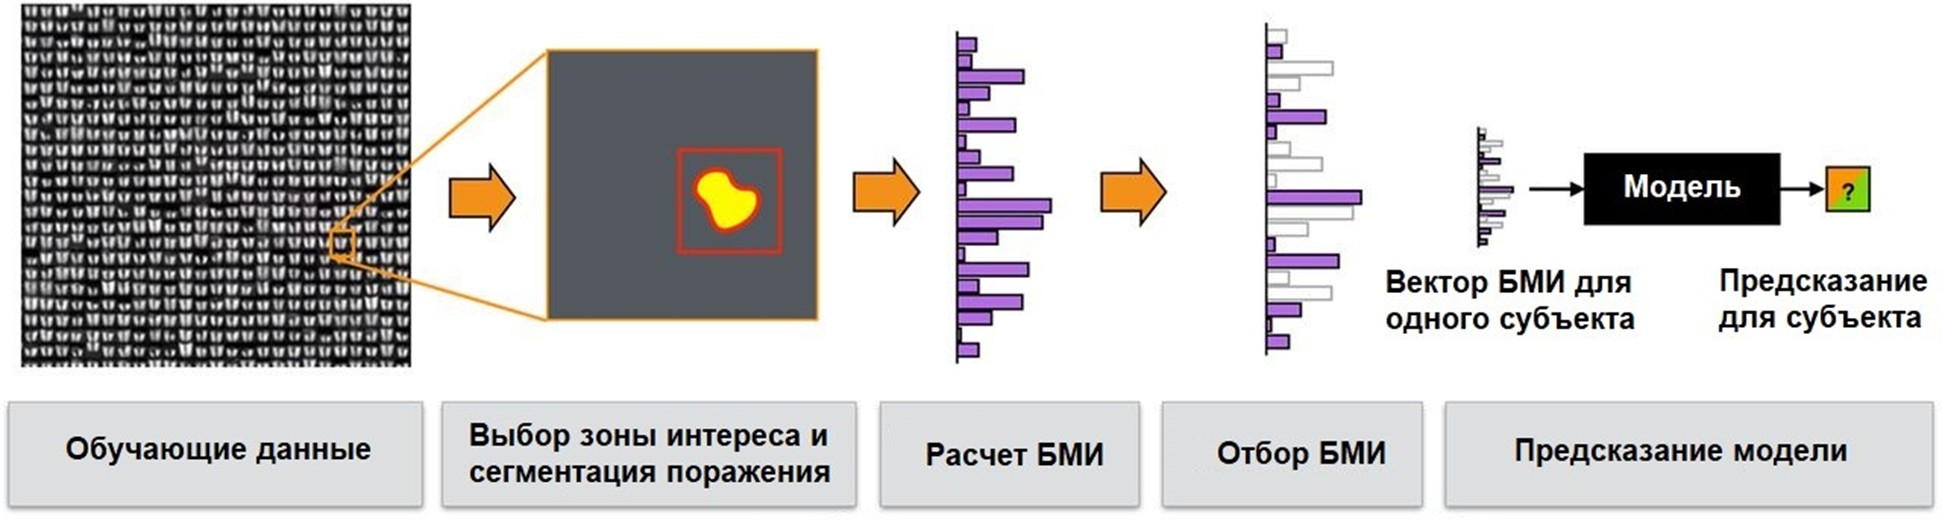 Модель
?
Вектор БМИ для
одного субъекта
Предсказание
для субъекта
Обучающие данные
Выбор зоны интереса и
сегментация поражения
Расчет БМИ
Отбор БМИ
Предсказание модели